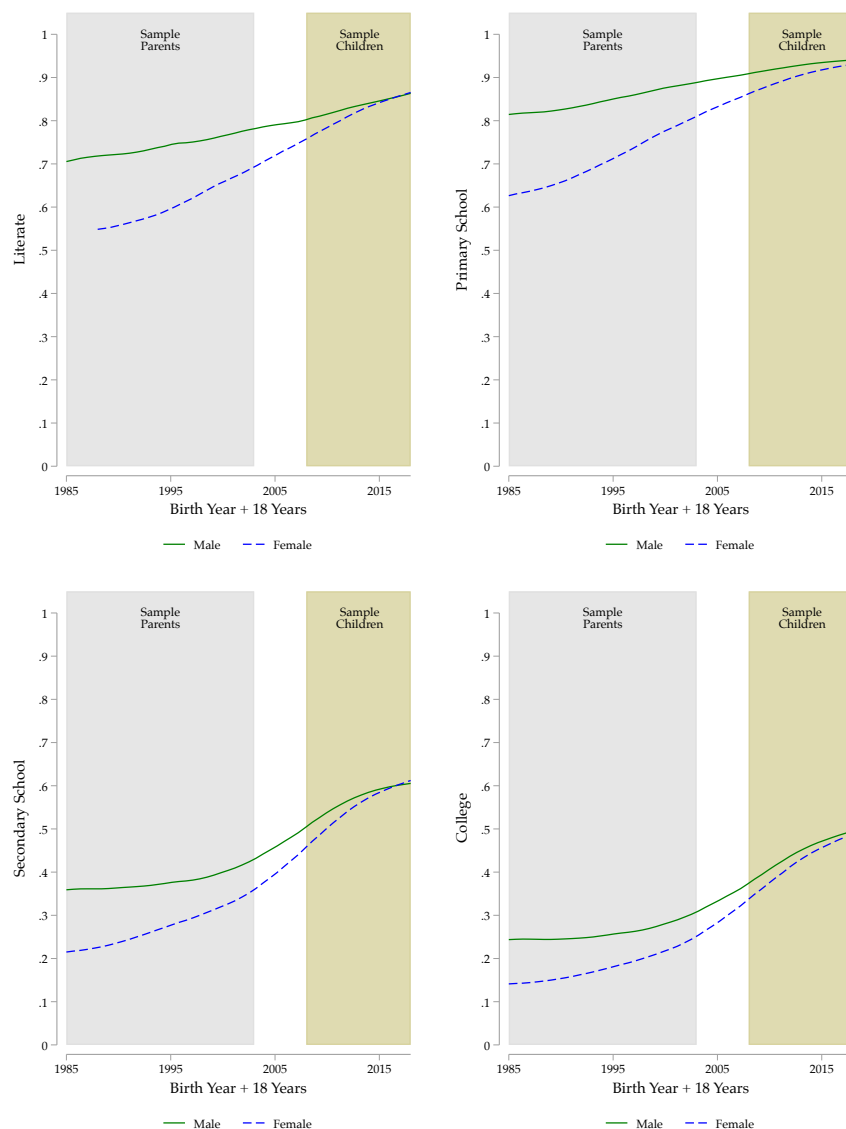 Sample
Parents
Sample
Children
1
.9
.8
.7
.6
.5
.4
.3
.2
.1
0
Literate
1985
1995
2005
2015
Birth Year + 18 Years
Male
Female
Sample
Parents
Sample
Children
1
.9
.8
.7
.6
.5
.4
.3
.2
.1
0
Primary School
1985
1995
2005
2015
Birth Year + 18 Years
Male
Female
Sample
Parents
Sample
Children
1
.9
.8
.7
.6
.5
.4
.3
.2
.1
0
Secondary School
1985
1995
2005
2015
Birth Year + 18 Years
Male
Female
Sample
Parents
Sample
Children
1
.9
.8
.7
.6
.5
.4
.3
.2
.1
0
College
1985
1995
2005
2015
Birth Year + 18 Years
Male
Female